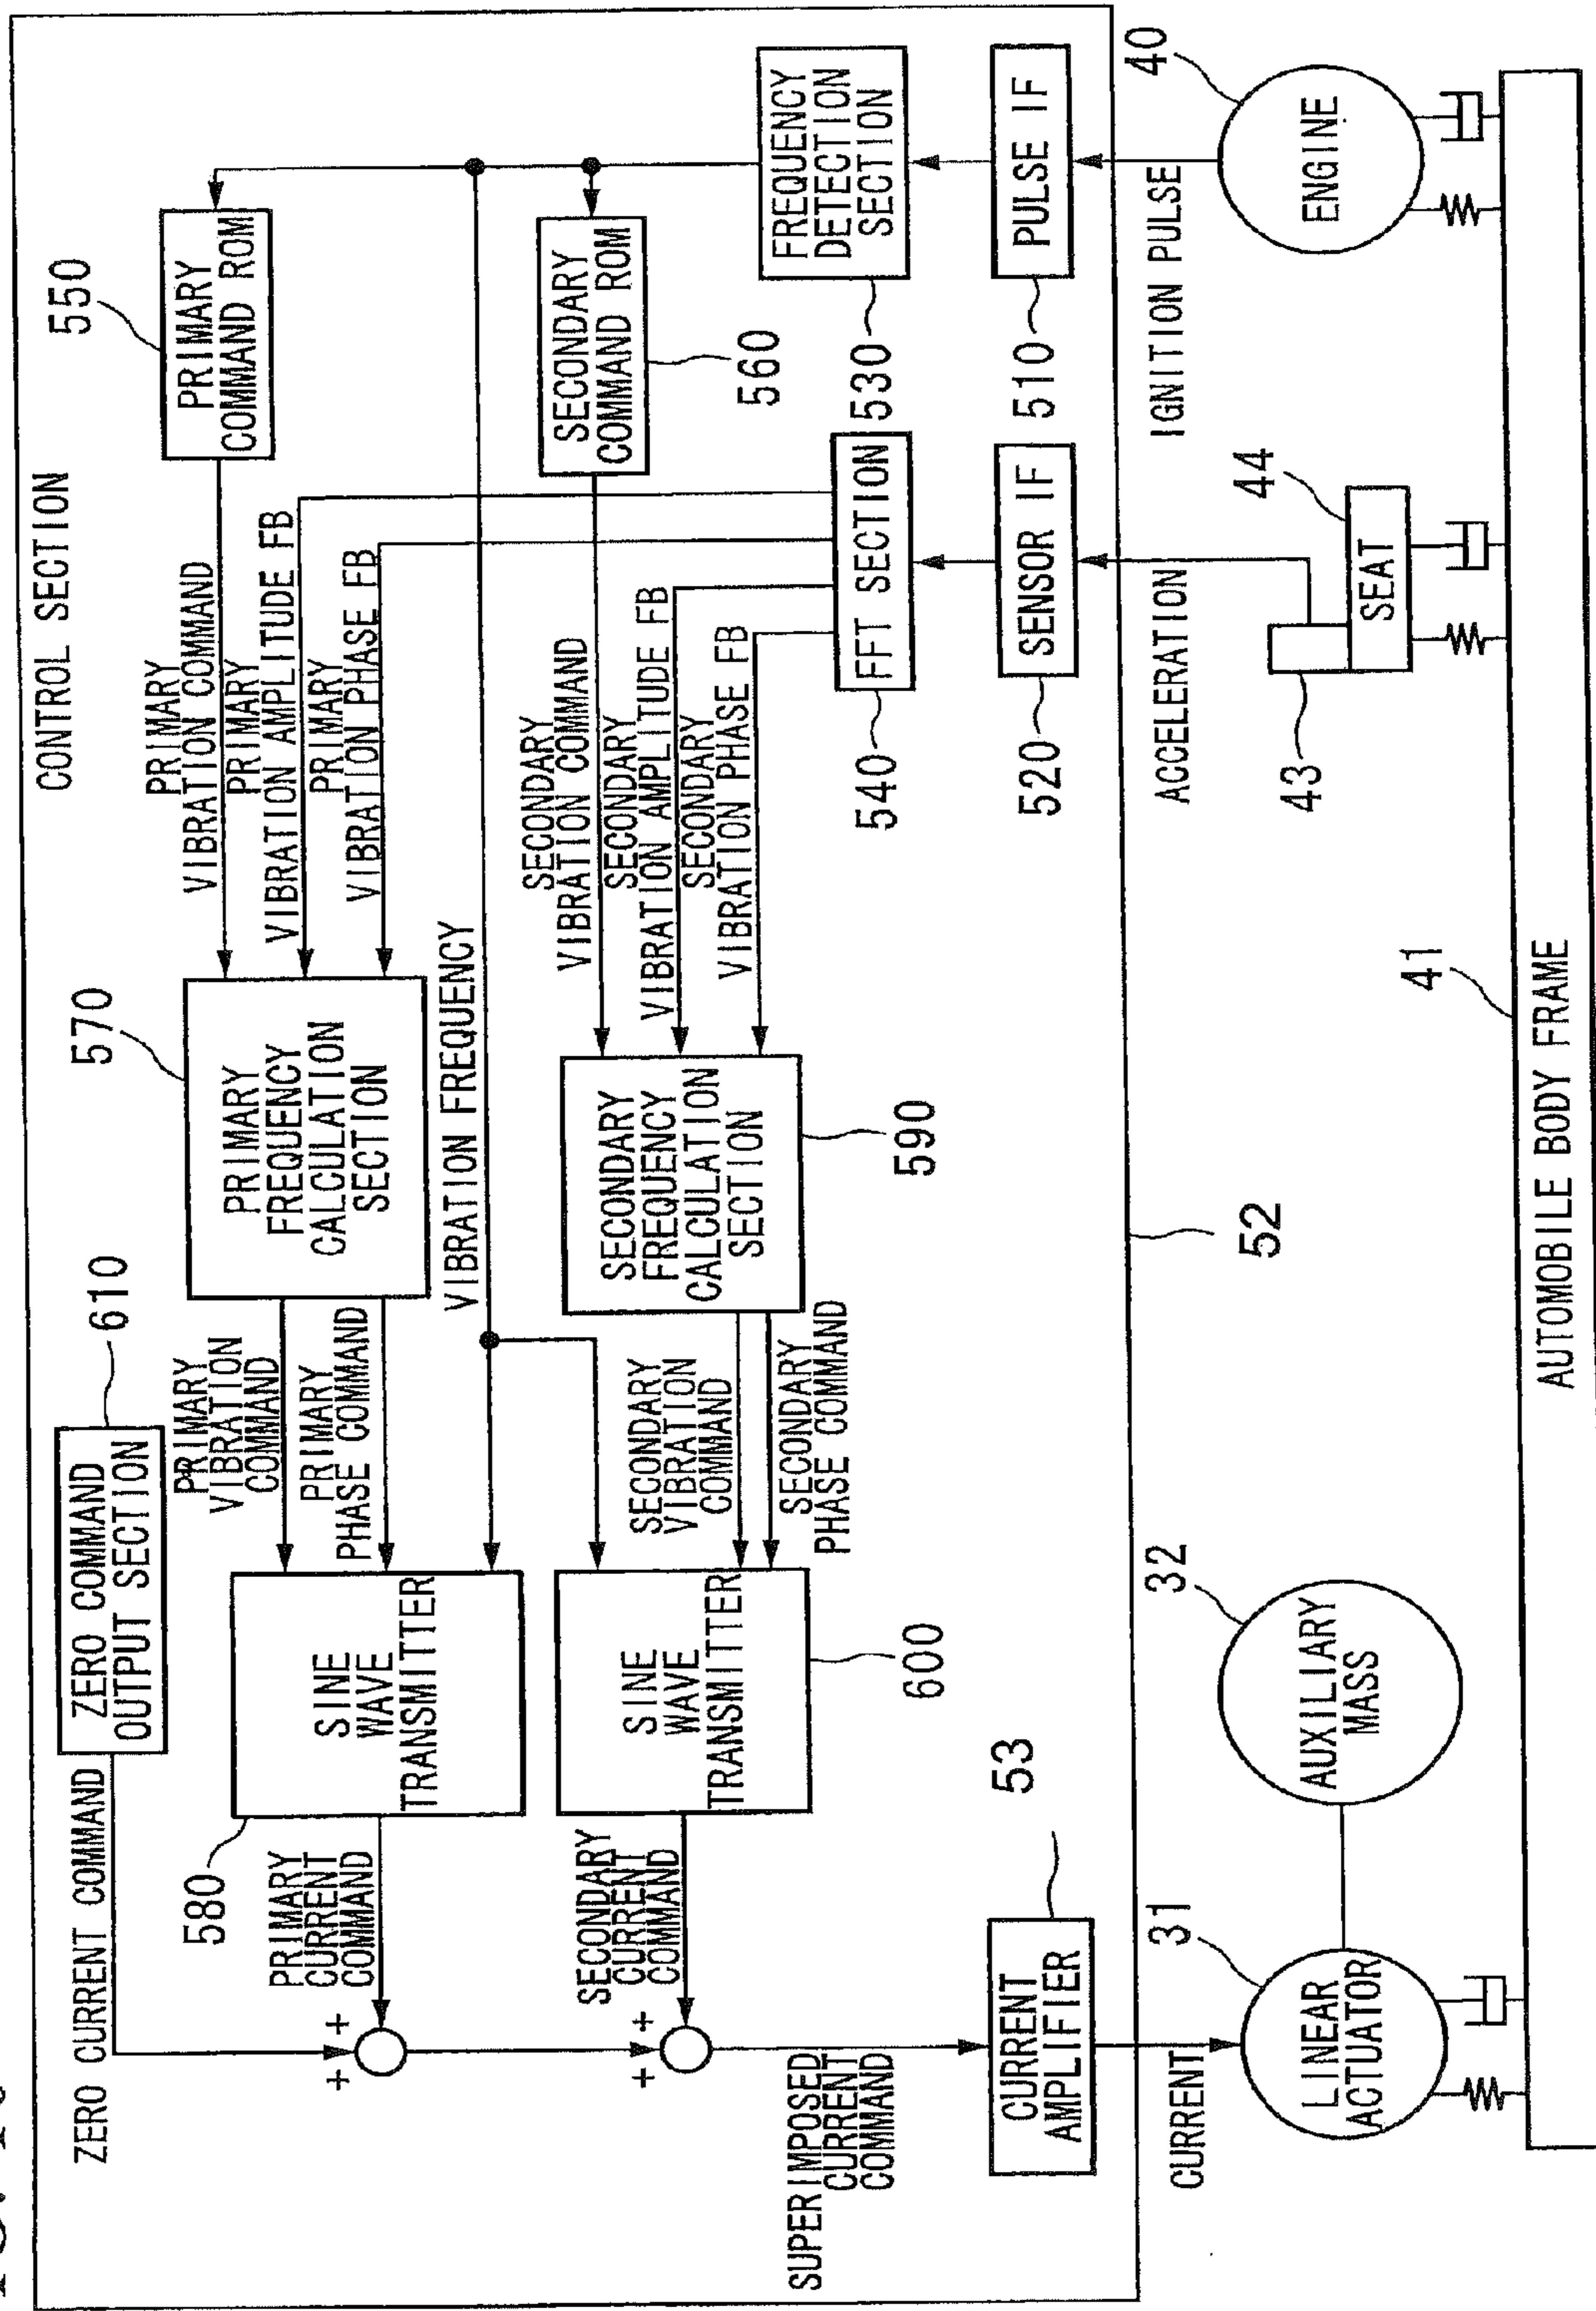 CONTROL SECTION
ZERO CURRENT COMMAND
ZERO COMMAND
OUTPUT SECTION
610
PRIMARY
VIBRATION
COMMAND
PRIMARY
PHASE COMMAND
570
PRIMARY
FREQUENCY
CALCULATION
SECTION
PRIMARY
VIBRATION COMMAND
PRIMARY
VIBRATION AMPLITUDE FB
PRIMARY
VIBRATION PHASE FB
550
PRIMARY
COMMAND ROM
580
PRIMARY
CURRENT
COMMAND
SINE
WAVE
TRANSMITTER
+
+
VIBRATION FREQUENCY
SECONDARY
CURRENT
COMMAND
+
+
SINE
WAVE
TRANSMITTER
600
SECONDARY
VIBRATION
COMMAND
SECONDARY
PHASE COMMAND
SECONDARY
FREQUENCY
CALCULATION
SECTION
590
SECONDARY
VIBRATION COMMAND
SECONDARY
VIBRATION AMPLITUDE FB
SECONDARY
VIBRATION PHASE FB
SECONDARY
COMMAND ROM
560
SUPERIMPOSED
CURRENT
COMMAND
FFT SECTION
540
FREQUENCY
DETECTION
SECTION
530
CURRENT
AMPLIFIER
53
SENSOR IF
520
PULSE IF
510
52
CURRENT
ACCELERATION
IGNITION PULSE
31
LINEAR
ACTUATOR
32
AUXILIARY
MASS
43
44
SEAT
40
ENGINE
41
AUTOMOBILE BODY FRAME